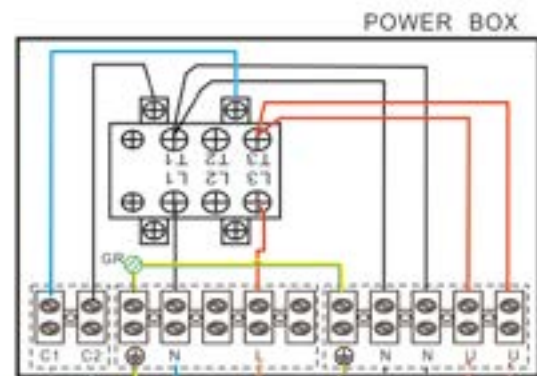 POWER BOX
T1 T2 T3
L1 L2 L3
GR
C1 C2 N L N N U U